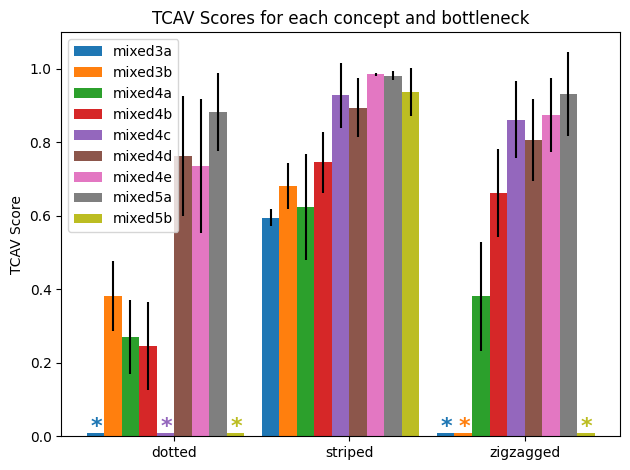 TCAV Scores for each concept and bottleneck
TCAV Score
1.0
0.8
0.6
0.4
0.2
0.0
mixed3a
mixed3b
mixed4a
mixed4b
mixed4c
mixed4d
mixed4e
mixed5a
mixed5b
* * * * * *
dotted striped zigzagged